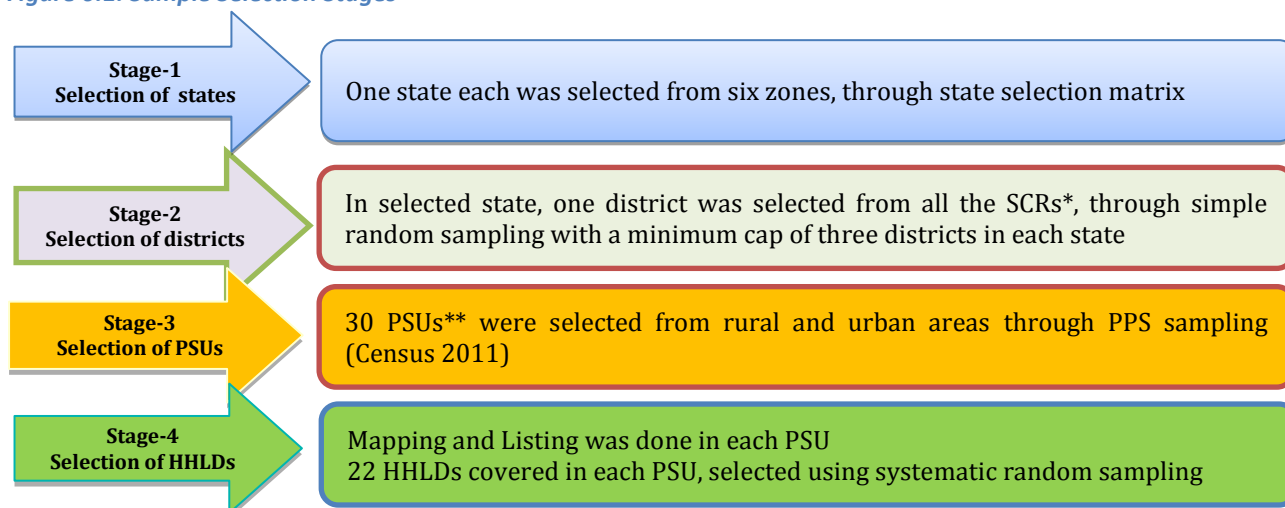 Stage-1
Selection of states
One state each was selected from six zones, through state selection matrix
Stage-2
Selection of districts
In selected state, one district was selected from all the SCRs*, through simple
random sampling with a minimum cap of three districts in each state
Stage-3
Selection of PSUs
30 PSUs** were selected from rural and urban areas through PPS sampling
(Census 2011)
Stage-4
Selection of HHLDs
Mapping and Listing was done in each PSU
22 HHLDs covered in each PSU, selected using systematic random sampling